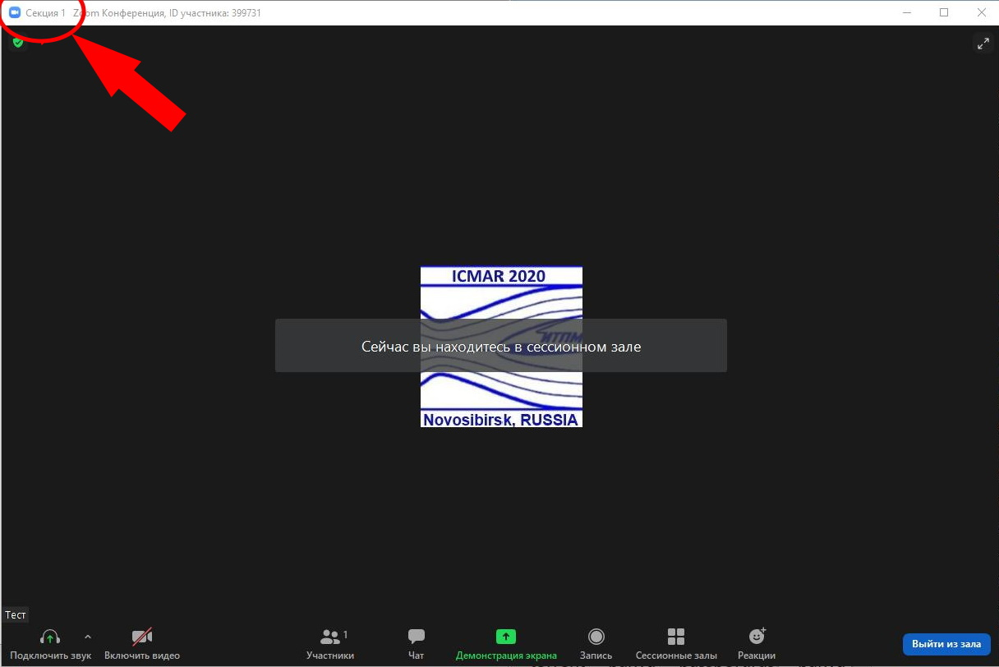 Секция 1 Zoom Конференция, ID участника: 399731
ICMAR 2020
ИТПМ
Сейчас вы находитесь в сессионном зале
Novosibirsk, RUSSIA
Тест
1
Подключить звук Включить видео Участники Чат Демонстрация экрана Запись Сессионные залы Реакции Выйти из зала